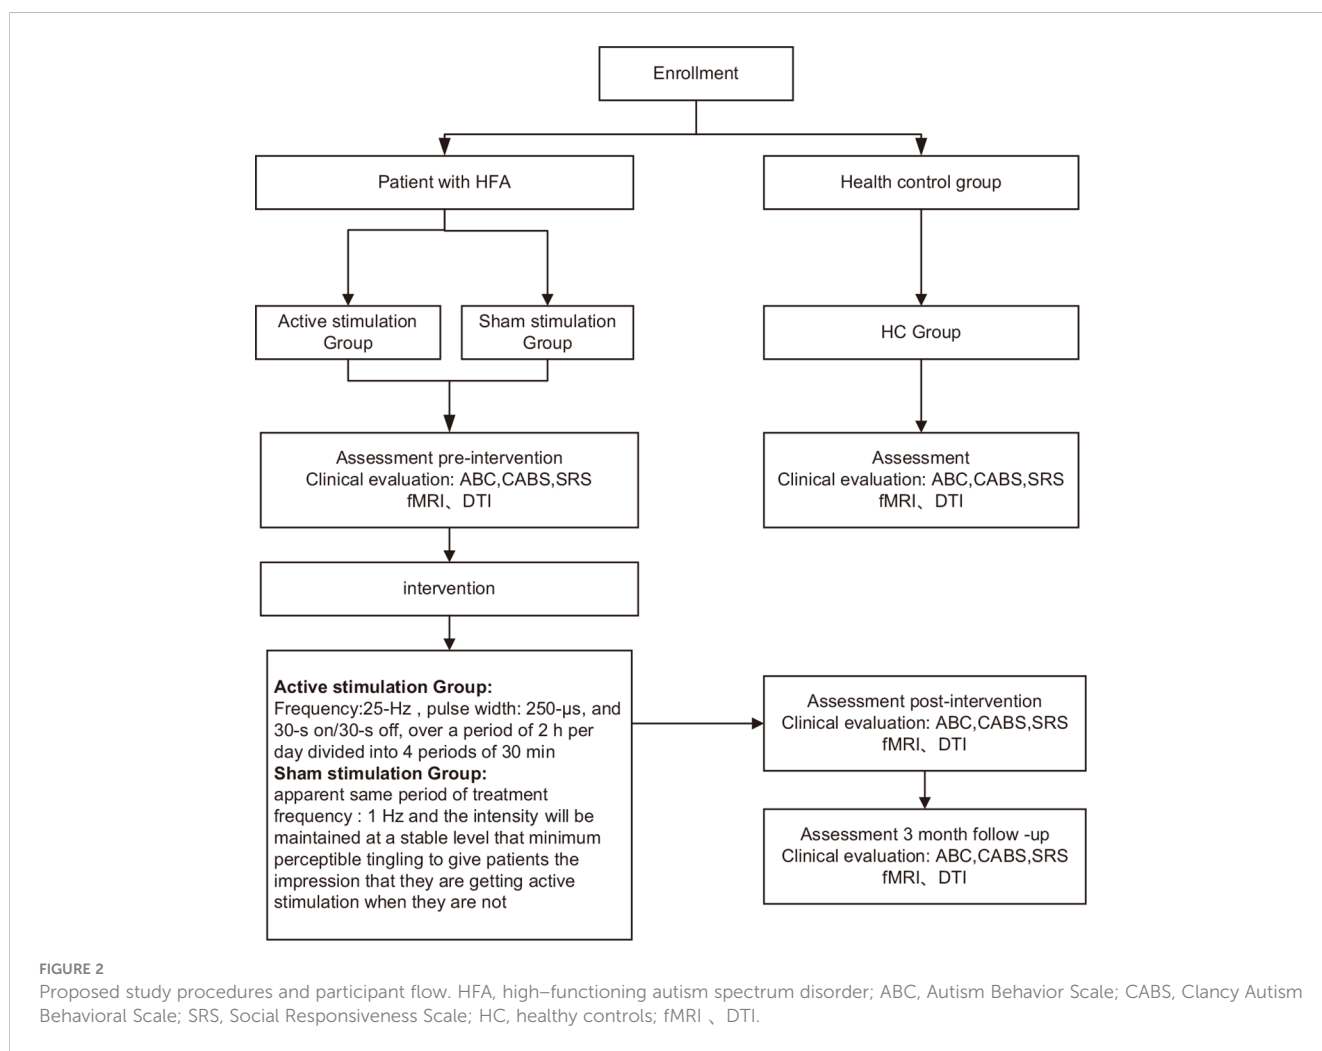 Enrollment
Patient with HFA
Health control group
Active stimulation
Group
Sham stimulation
Group
HC Group
Assessment pre-intervention
Clinical evaluation: ABC,CABS,SRS
fMRI、DTI
Assessment
Clinical evaluation: ABC,CABS,SRS
fMRI、DTI
intervention
Active stimulation Group:
Frequency:25-Hz , pulse width: 250-μs, and
30-s on/30-s off, over a period of 2 h per
day divided into 4 periods of 30 min
Sham stimulation Group:
apparent same period of treatment
frequency : 1 Hz and the intensity will be
maintained at a stable level that minimum
perceptible tingling to give patients the
impression that they are getting active
stimulation when they are not
Assessment post-intervention
Clinical evaluation: ABC,CABS,SRS
fMRI、DTI
Assessment 3 month follow -up
Clinical evaluation: ABC,CABS,SRS
fMRI、DTI
FIGURE 2
Proposed study procedures and participant flow. HFA, high–functioning autism spectrum disorder; ABC, Autism Behavior Scale; CABS, Clancy Autism
Behavioral Scale; SRS, Social Responsiveness Scale; HC, healthy controls; fMRI 、DTI.